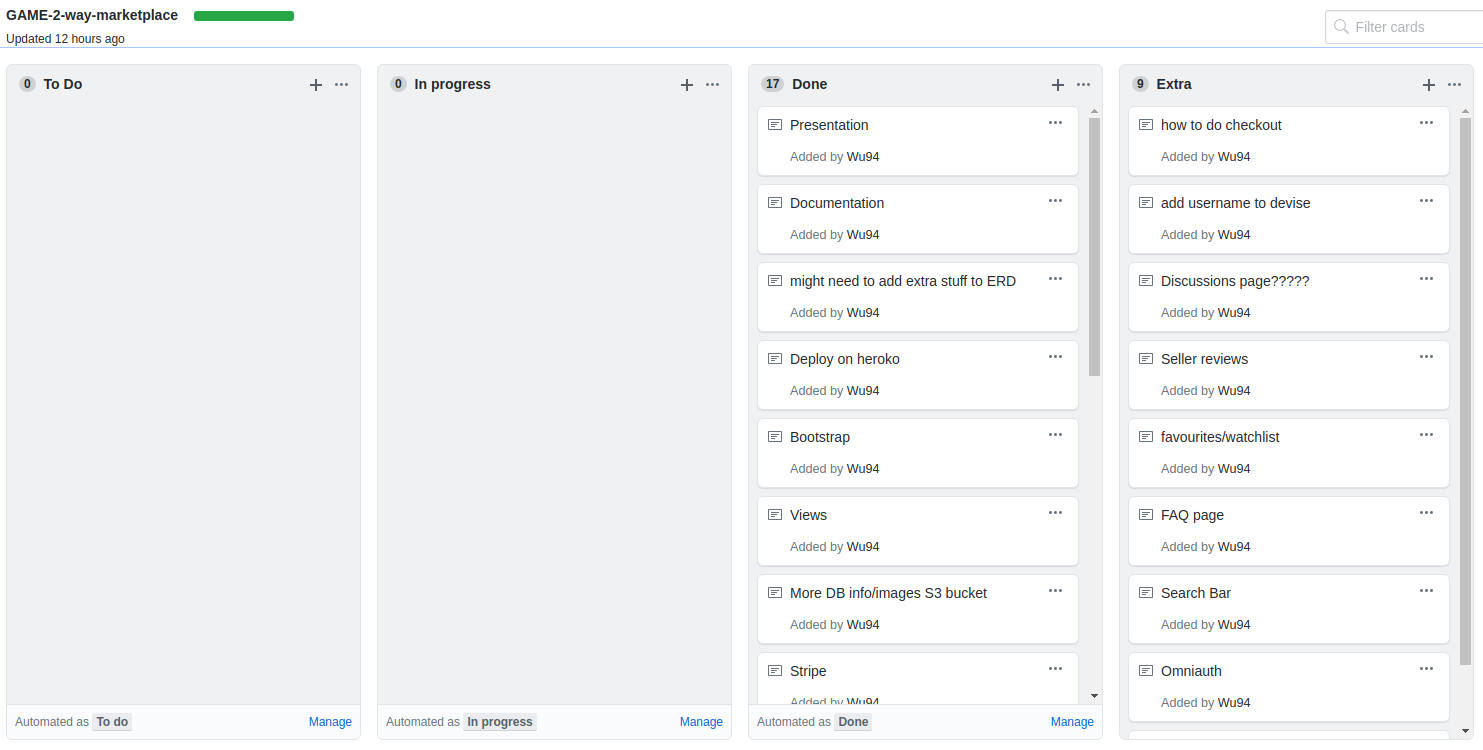 GAME-2-way-marketplace
Updated 12 hours ago
Filter cards
0 To Do
0 In progress
17 Done
9 Extra
Presentation
Added by Wu94
Documentation
Added by Wu94
might need to add extra stuff to ERD
Added by Wu94
Deploy on heroko
Added by Wu94
Bootstrap
Added by Wu94
Views
Added by Wu94
More DB info/images S3 bucket
Added by Wu94
Stripe
Added by Wu94
how to do checkout
Added by Wu94
add username to devise
Added by Wu94
Discussions page?????
Added by Wu94
Seller reviews
Added by Wu94
favourites/watchlist
Added by Wu94
FAQ page
Added by Wu94
Search Bar
Added by Wu94
Omniauth
Added by Wu94
Automated as To do Manage
Automated as In progress Manage
Automated as Done Manage